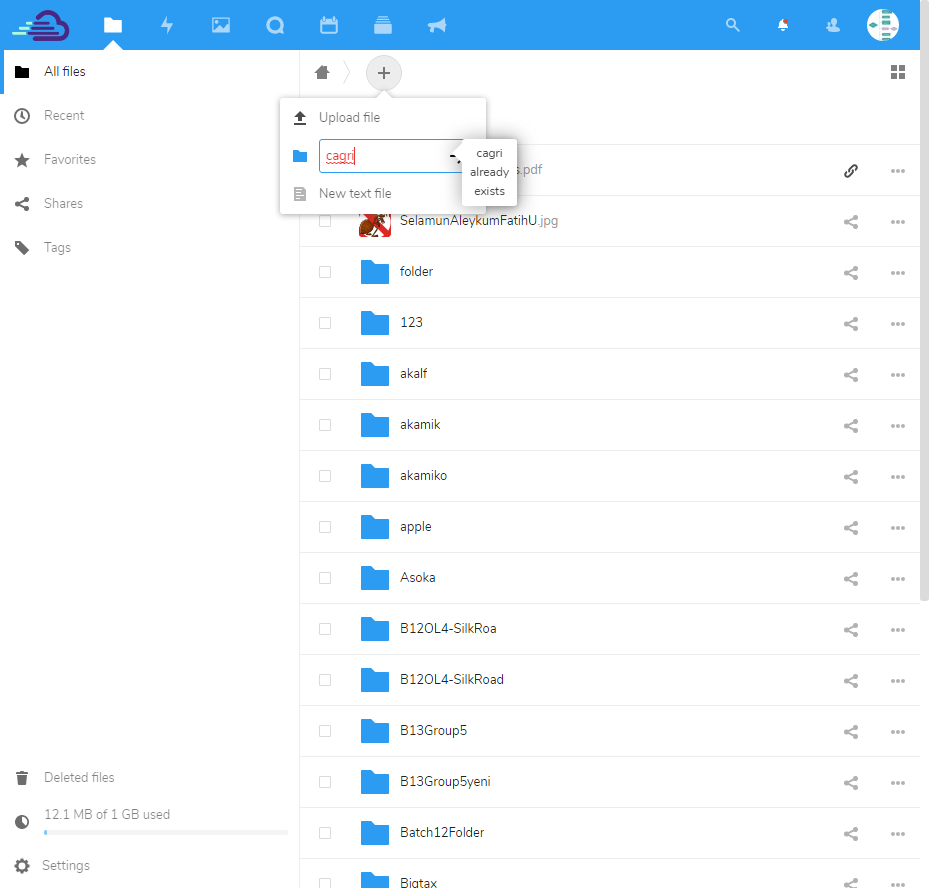 All files
Recent
Favorites
Shares
Tags
Deleted files
12.1 MB of 1 GB used
Settings
Upload file
cagri
New text file
cagri
already
exists
s.pdf
SelamunAleykumFatihU.jpg
folder
123
akalf
akamik
akamiko
apple
Asoka
B12OL4-SilkRoa
B12OL4-SilkRoad
B13Group5
B13Group5yeni
Batch12Folder
Bigtax